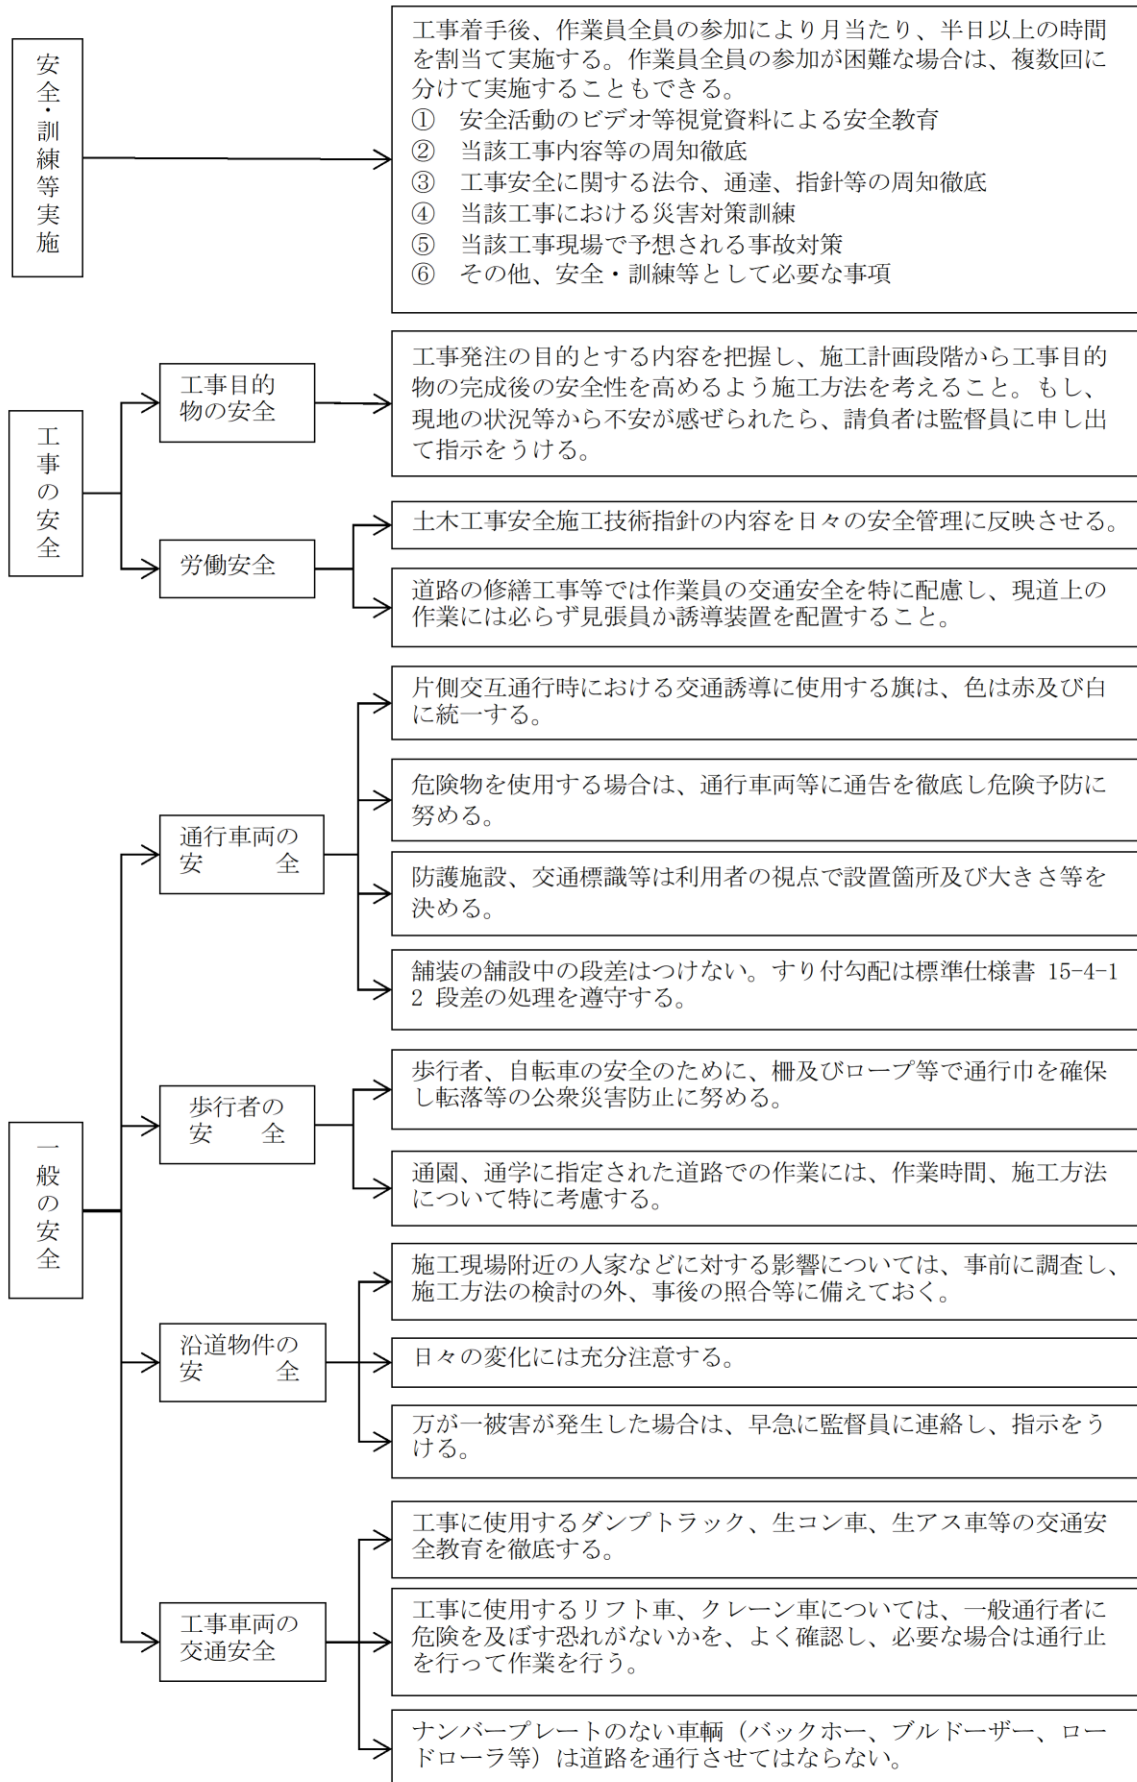 安全・訓練等実施
工事着手後、作業員全員の参加により月当たり、半日以上の時間
を割当て実施する。作業員全員の参加が困難な場合は、複数回に
分けて実施することもできる。
① 安全活動のビデオ等視覚資料による安全教育
② 当該工事内容等の周知徹底
③ 工事安全に関する法令、通達、指針等の周知徹底
④ 当該工事における災害対策訓練
⑤ 当該工事現場で予想される事故対策
⑥ その他、安全・訓練等として必要な事項
工事の安全
工事目的
物の安全
工事発注の目的とする内容を把握し、施工計画段階から工事目的
物の完成後の安全性を高めるよう施工方法を考えること。もし、
現地の状況等から不安が感ぜられたら、請負者は監督員に申し出
て指示をうける。
労働安全
土木工事安全施工技術指針の内容を日々の安全管理に反映させる。
道路の修繕工事等では作業員の交通安全を特に配慮し、現道上の
作業には必らず見張員か誘導装置を配置すること。
一般の安全
通行車両の
安　　　全
片側交互通行時における交通誘導に使用する旗は、色は赤及び白
に統一する。
危険物を使用する場合は、通行車両等に通告を徹底し危険予防に
努める。
防護施設、交通標識等は利用者の視点で設置箇所及び大きさ等を
決める。
舗装の舗設中の段差はつけない。すり付勾配は標準仕様書 15-4-1
2 段差の処理を遵守する。
歩行者の
安　　全
歩行者、自転車の安全のために、柵及びロープ等で通行巾を確保
し転落等の公衆災害防止に努める。
通園、通学に指定された道路での作業には、作業時間、施工方法
について特に考慮する。
沿道物件の
安　　　全
施工現場附近の人家などに対する影響については、事前に調査し、
施工方法の検討の外、事後の照合等に備えておく。
日々の変化には充分注意する。
万が一被害が発生した場合は、早急に監督員に連絡し、指示をう
ける。
工事車両の
交通安全
工事に使用するダンプトラック、生コン車、生アス車等の交通安
全教育を徹底する。
工事に使用するリフト車、クレーン車については、一般通行者に
危険を及ぼす恐れがないかを、よく確認し、必要な場合は通行止
を行って作業を行う。
ナンバープレートのない車輌（バックホー、ブルドーザー、ロー
ドローラ等）は道路を通行させてはならない。